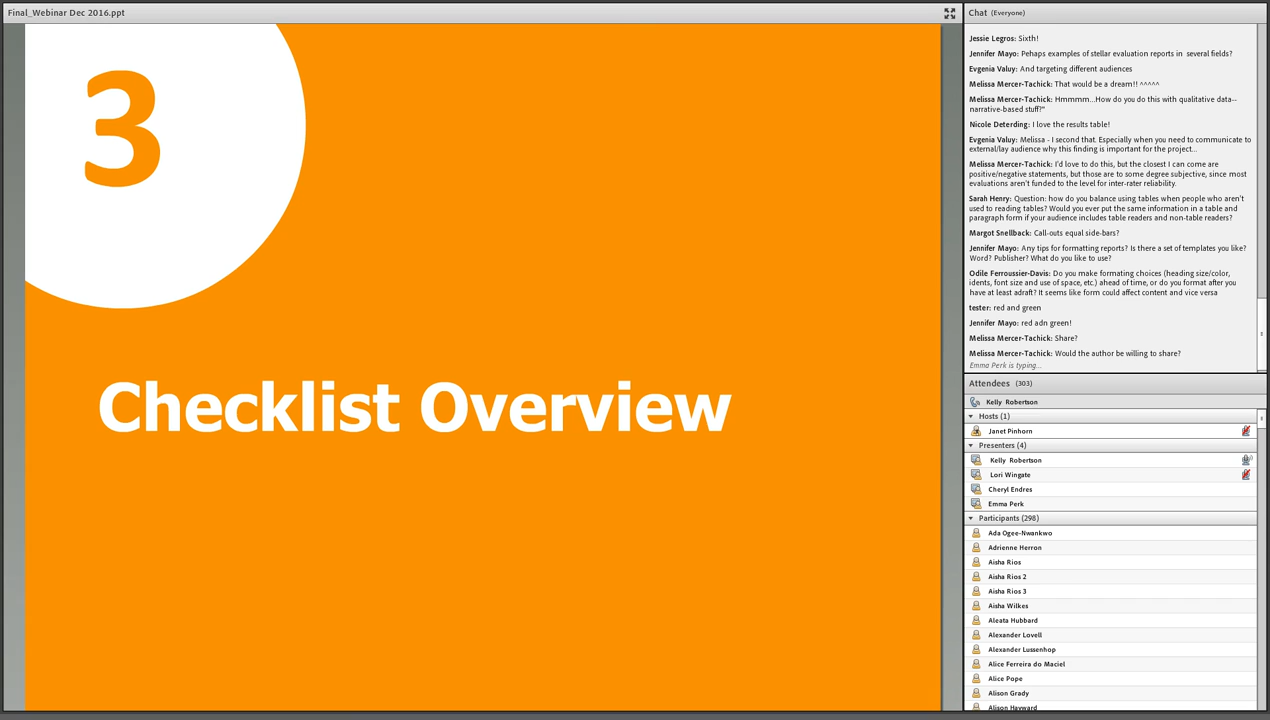 Final_Webinar Dec 2016.ppt
3
Checklist Overview
Chat (Everyone)
Jessie Legros: Sixth!
Jennifer Mayo: Pehaps examples of stellar evaluation reports in several fields?
Evgenia Valuy: And targeting different audiences
Melissa Mercer-Tachick: That would be a dream!! ^^^^^
Melissa Mercer-Tachick: Hmmmm...How do you do this with qualitative data--
narrative-based stuff?"
Nicole Deterding: I love the results table!
Evgenia Valuy: Melissa - I second that. Especially when you need to communicate to
external/lay audience why this finding is important for the project...
Melissa Mercer-Tachick: I'd love to do this, but the closest I can come are
positive/negative statements, but those are to some degree subjective, since most
evaluations aren't funded to the level for inter-rater reliability.
Sarah Henry: Question: how do you balance using tables when people who aren't
used to reading tables? Would you ever put the same information in a table and
paragraph form if your audience includes table readers and non-table readers?
Margot Snellback: Call-outs equal side-bars?
Jennifer Mayo: Any tips for formatting reports? Is there a set of templates you like?
Word? Publisher? What do you like to use?
Odile Ferroussier-Davis: Do you make formating choices (heading size/color,
idents, font size and use of space, etc.) ahead of time, or do you format after you
have at least adraft? It seems like form could affect content and vice versa
tester: red and green
Jennifer Mayo: red adn green!
Melissa Mercer-Tachick: Share?
Melissa Mercer-Tachick: Would the author be willing to share?
Emma Perk is typing...
Attendees (303)
Kelly Robertson
Hosts (1)
Janet Pinhorn
Presenters (4)
Kelly Robertson
Lori Wingate
Cheryl Endres
Emma Perk
Participants (298)
Ada Ogee-Nwankwo
Adrienne Herron
Aisha Rios
Aisha Rios 2
Aisha Rios 3
Aisha Wilkes
Aleata Hubbard
Alexander Lovell
Alexander Lussenhop
Alice Ferreira do Maciel
Alice Pope
Alison Grady
Alison Hayward